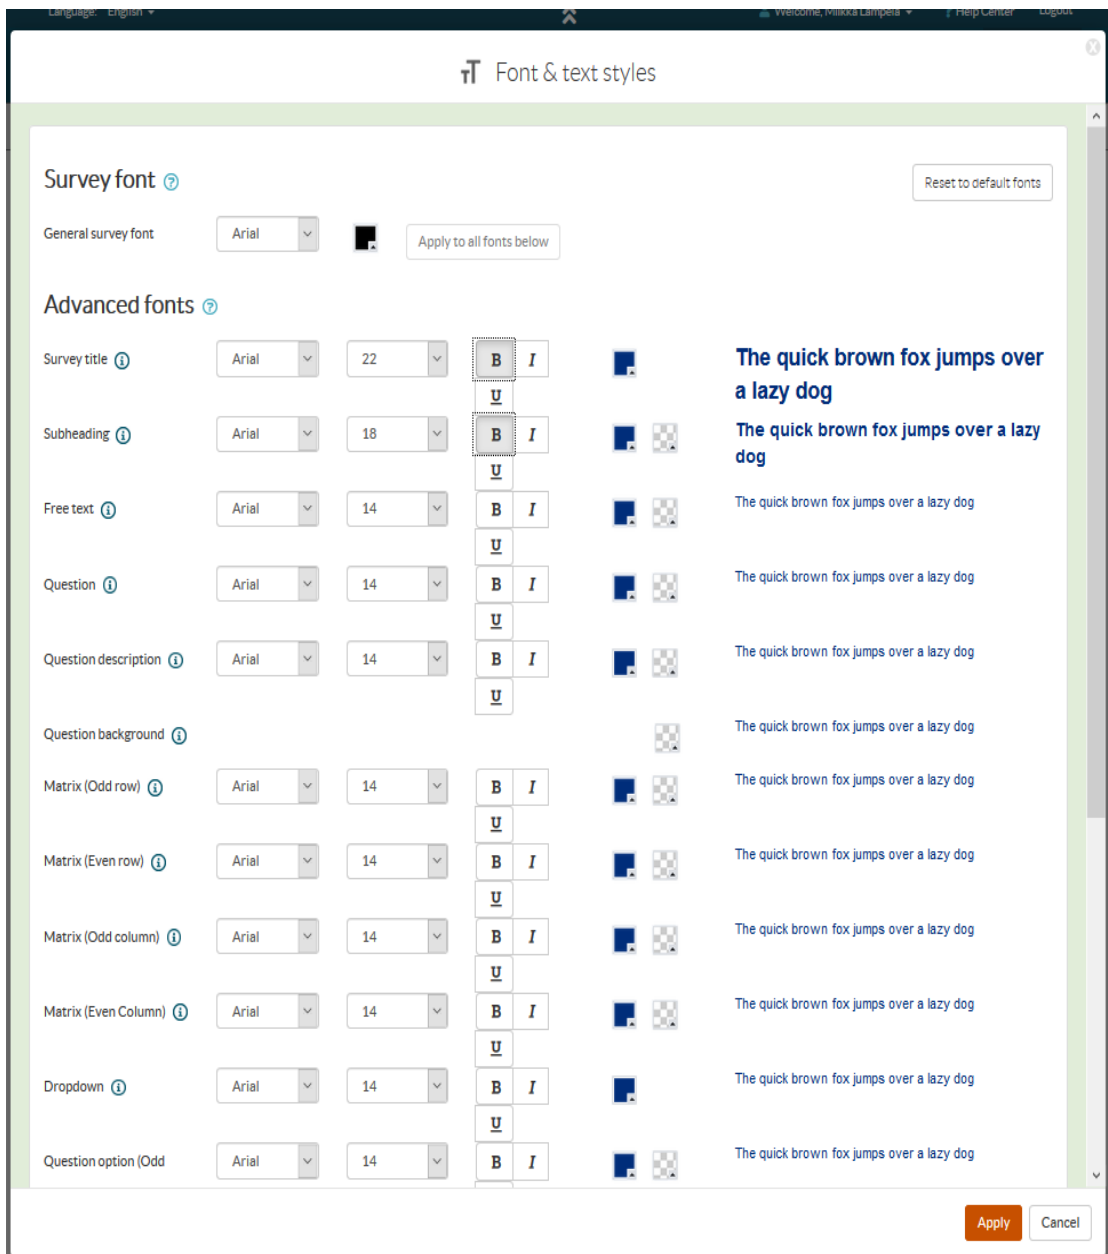 Language: English
Welcome, Miikka Lampela
Help Center
Logout
Font & text styles
Survey font
Reset to default fonts
General survey font Arial Apply to all fonts below
Advanced fonts
Survey title Arial 22 B I U The quick brown fox jumps over
a lazy dog
Subheading Arial 18 B I U The quick brown fox jumps over a lazy
dog
Free text Arial 14 B I U The quick brown fox jumps over a lazy dog
Question Arial 14 B I U The quick brown fox jumps over a lazy dog
Question description Arial 14 B I U The quick brown fox jumps over a lazy dog
Question background The quick brown fox jumps over a lazy dog
Matrix (Odd row) Arial 14 B I U The quick brown fox jumps over a lazy dog
Matrix (Even row) Arial 14 B I U The quick brown fox jumps over a lazy dog
Matrix (Odd column) Arial 14 B I U The quick brown fox jumps over a lazy dog
Matrix (Even Column) Arial 14 B I U The quick brown fox jumps over a lazy dog
Dropdown Arial 14 B I U The quick brown fox jumps over a lazy dog
Question option (Odd Arial 14 B I The quick brown fox jumps over a lazy dog
Apply
Cancel